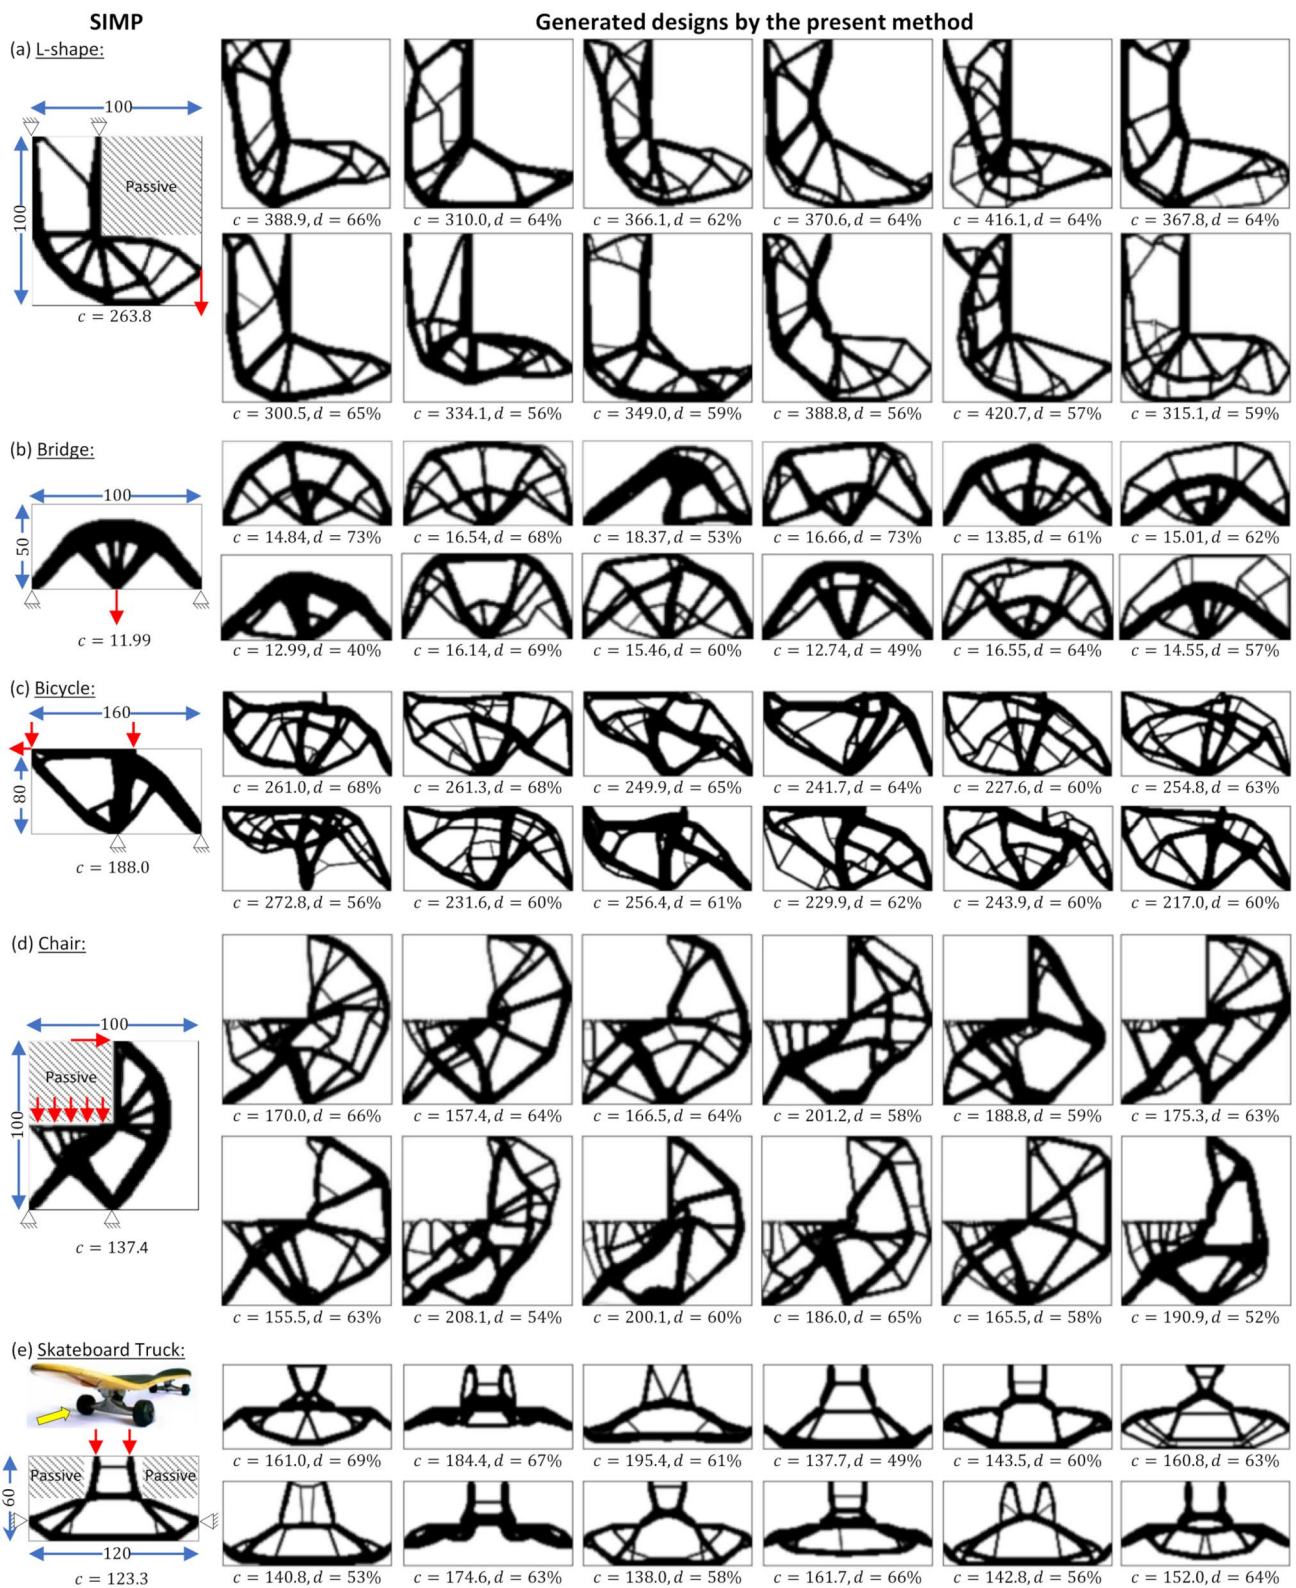 SIMP
Generated designs by the present method
(a) L-shape:
100
100
Passive
c = 263.8
c = 388.9, d = 66%
c = 310.0, d = 64%
c = 366.1, d = 62%
c = 370.6, d = 64%
c = 416.1, d = 64%
c = 367.8, d = 64%
c = 300.5, d = 65%
c = 334.1, d = 56%
c = 349.0, d = 59%
c = 388.8, d = 56%
c = 420.7, d = 57%
c = 315.1, d = 59%
(b) Bridge:
100
50
c = 11.99
c = 14.84, d = 73%
c = 16.54, d = 68%
c = 18.37, d = 53%
c = 16.66, d = 73%
c = 13.85, d = 61%
c = 15.01, d = 62%
c = 12.99, d = 40%
c = 16.14, d = 69%
c = 15.46, d = 60%
c = 12.74, d = 49%
c = 16.55, d = 64%
c = 14.55, d = 57%
(c) Bicycle:
160
80
c = 188.0
c = 261.0, d = 68%
c = 261.3, d = 68%
c = 249.9, d = 65%
c = 241.7, d = 64%
c = 227.6, d = 60%
c = 254.8, d = 63%
c = 272.8, d = 56%
c = 231.6, d = 60%
c = 256.4, d = 61%
c = 229.9, d = 62%
c = 243.9, d = 60%
c = 217.0, d = 60%
(d) Chair:
100
100
Passive
c = 137.4
c = 170.0, d = 66%
c = 157.4, d = 64%
c = 166.5, d = 64%
c = 201.2, d = 58%
c = 188.8, d = 59%
c = 175.3, d = 63%
c = 155.5, d = 63%
c = 208.1, d = 54%
c = 200.1, d = 60%
c = 186.0, d = 65%
c = 165.5, d = 58%
c = 190.9, d = 52%
(e) Skateboard Truck:
Passive
Passive
60
120
c = 123.3
c = 161.0, d = 69%
c = 184.4, d = 67%
c = 195.4, d = 61%
c = 137.7, d = 49%
c = 143.5, d = 60%
c = 160.8, d = 63%
c = 140.8, d = 53%
c = 174.6, d = 63%
c = 138.0, d = 58%
c = 161.7, d = 66%
c = 142.8, d = 56%
c = 152.0, d = 64%